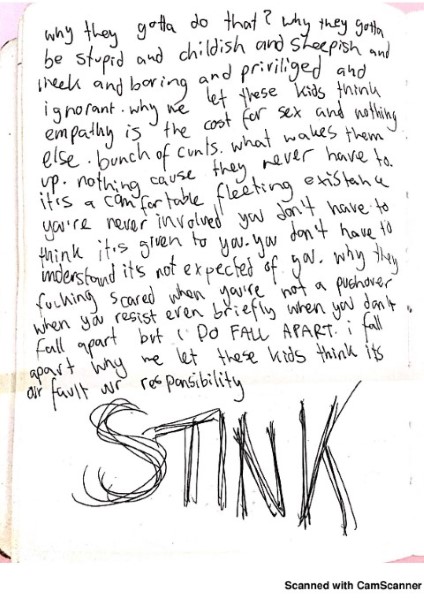 why they gotta do that? why they gotta
be stupid and childish and sheepish and
and boring and priviliged and
ignorant. why we let these kids think
empathy is the cost for sex and nothing
else. bunch of cunts. what wakes them
up. nothing cause they never have to.
it's a comfortable fleeting existance
you're never involved you don't have to
think it's given to you. you don't have to
understand it's not expected of you. why they
fucking scared when you're not a pushover
when you resist even briefly when you don't
fall apart but i DO FALL APART. i fall
apart why we let these kids think its
our fault our responsibility
STINK
Scanned with CamScanner